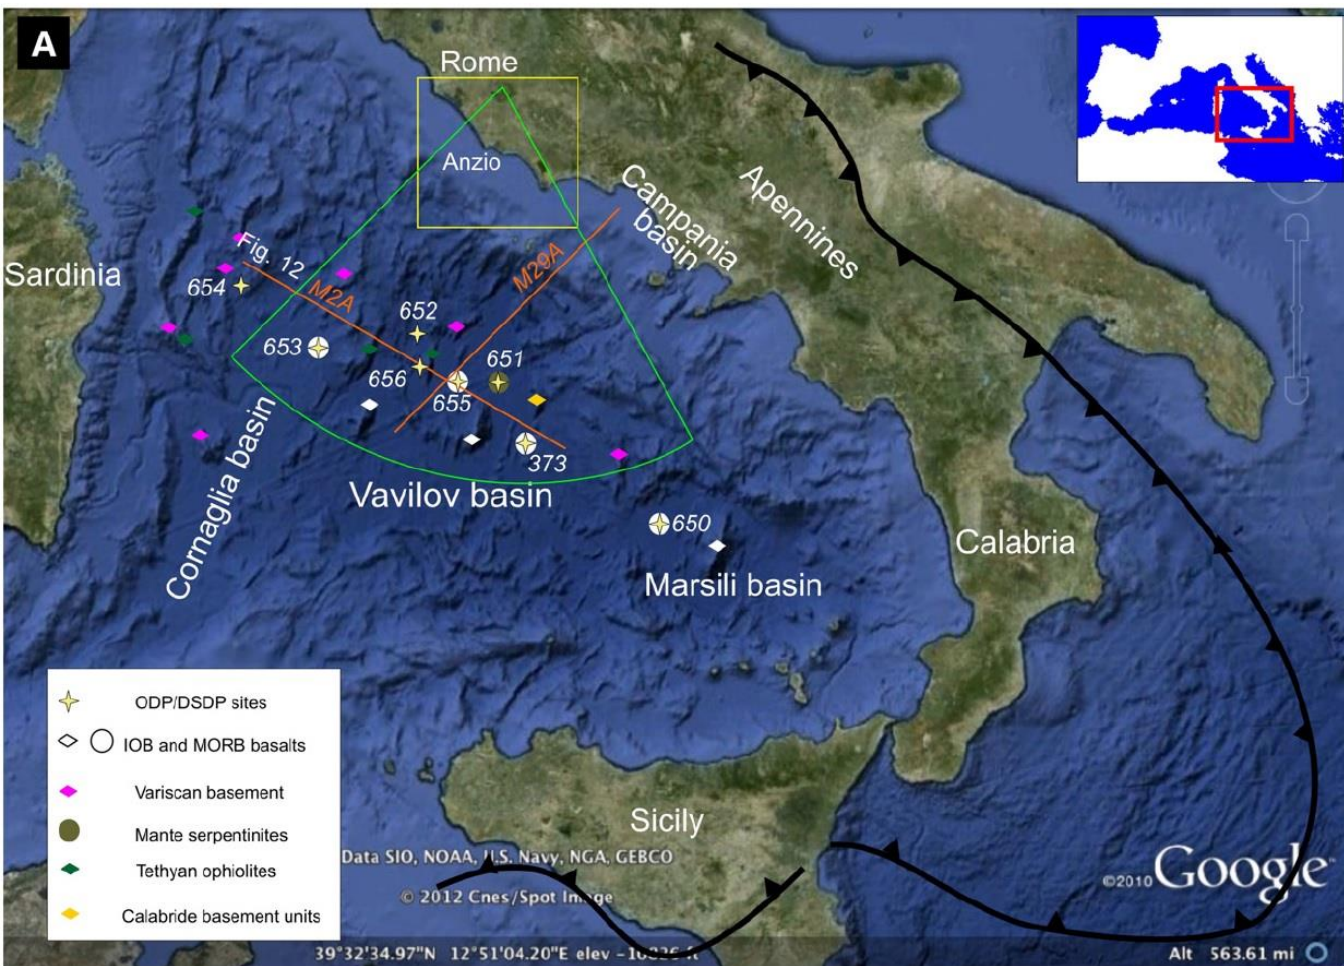 A
Rome
Anzio
Campania
basin
Apennines
Fig. 12
Sardinia
654
M2A
M29A
652
653
656
651
655
373
Cornaglia basin
Vavilov basin
650
Calabria
Marsili basin
ODP/DSDP sites
IOB and MORB basalts
Variscan basement
Mante serpentinites
Tethyan ophiolites
Calabride basement units
Sicily
Data SIO, NOAA, U.S. Navy, NGA, GEBCO
© 2012 Cnes/Spot Image
©2010 Google
39°32'34.97"N 12°51'04.20"E elev -10826 ft
Alt 563.61 mi